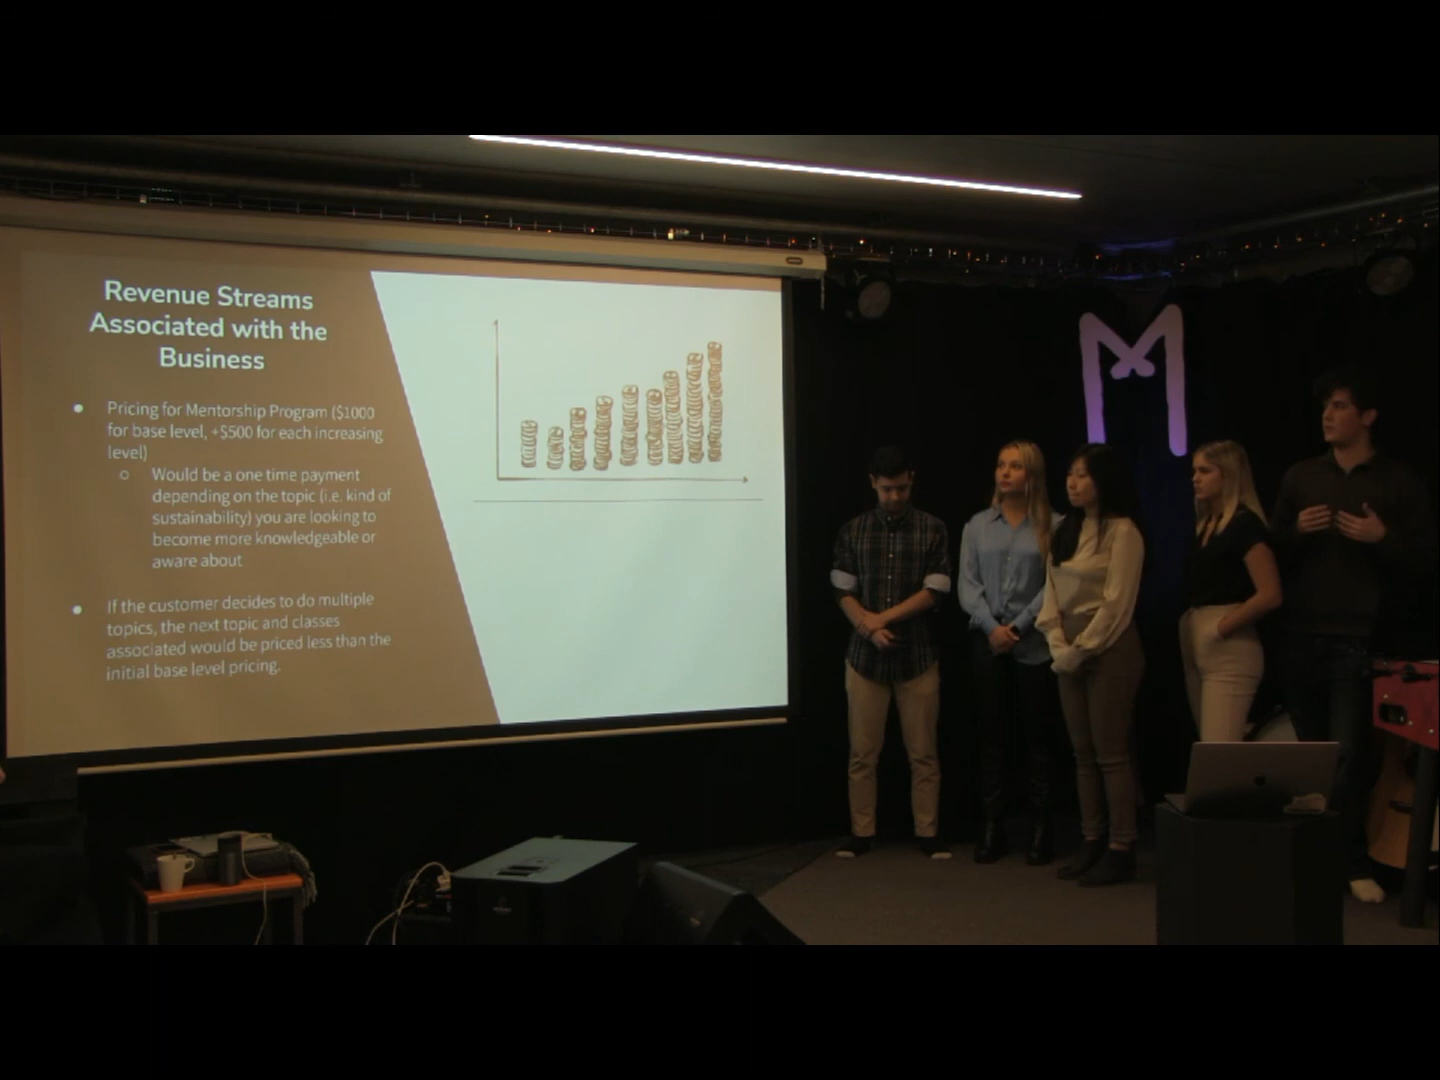 Revenue Streams
Associated with the
Business
● Pricing for Mentorship Program ($1000
for base level, +$500 for each increasing
level)
○ Would be a one time payment
depending on the topic (i.e. kind of
sustainability) you are looking to
become more knowledgeable or
aware about
● If the customer decides to do multiple
topics, the next topic and classes
associated would be priced less than the
initial base level pricing.
M